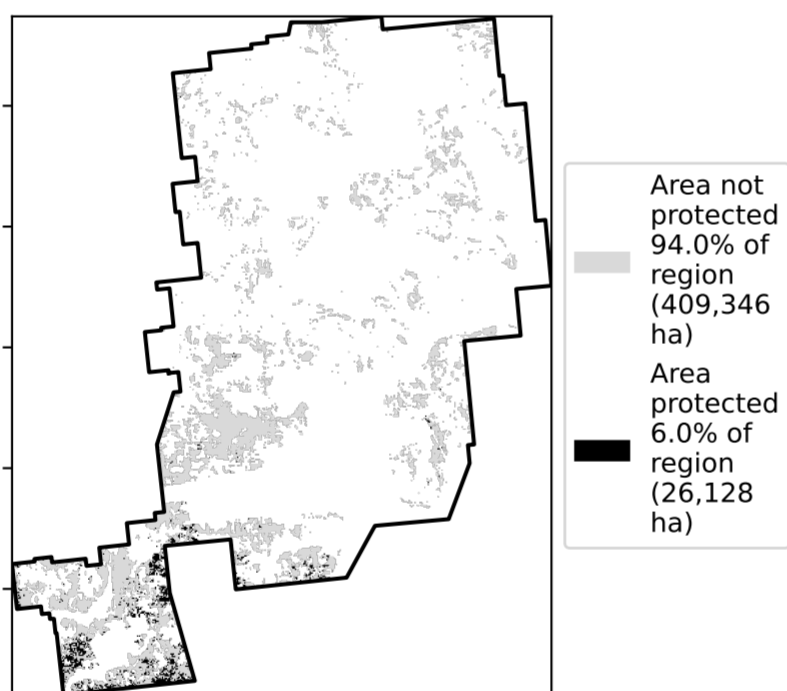 Area not
protected
94.0% of
region
(409,346
ha)
Area
protected
6.0% of
region
(26,128
ha)